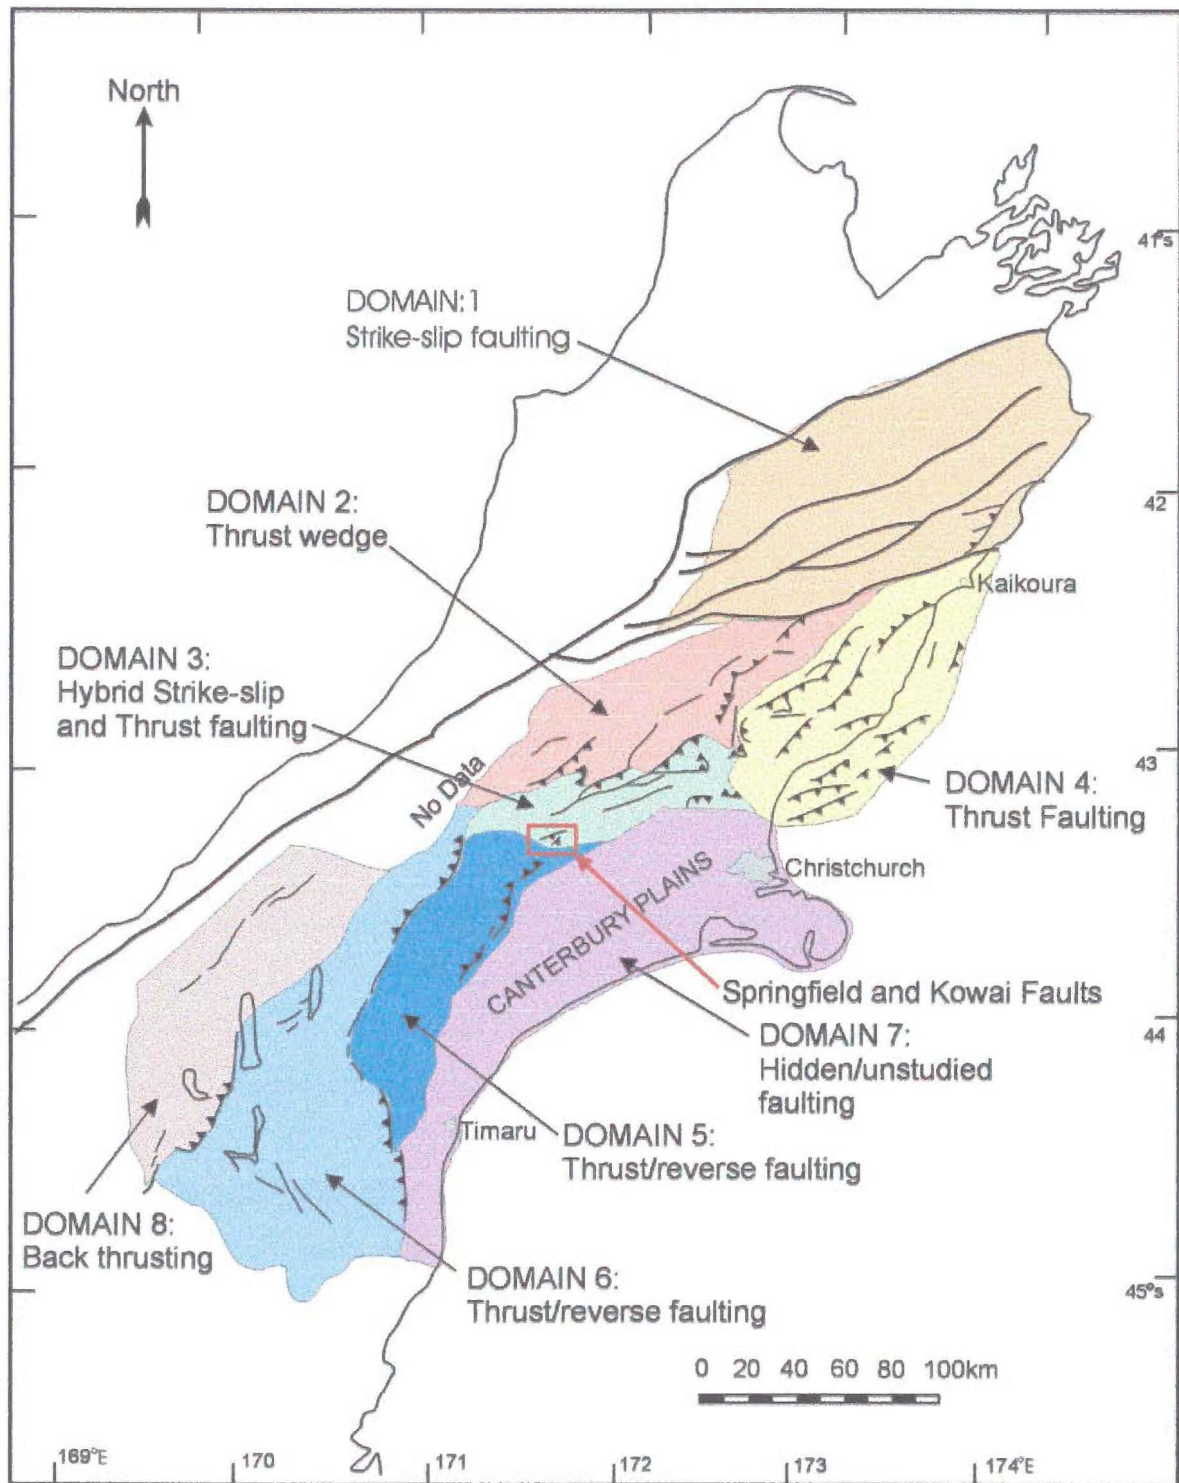 North
41°s
DOMAIN:1
Strike-slip faulting
DOMAIN 2:
Thrust wedge
42
Kaikoura
DOMAIN 3:
Hybrid Strike-slip
and Thrust faulting
43
No Data
DOMAIN 4:
Thrust Faulting
Christchurch
CANTERBURY PLAINS
Springfield and Kowai Faults
44
DOMAIN 7:
Hidden/unstudied
faulting
Timaru
DOMAIN 5:
Thrust/reverse faulting
DOMAIN 8:
Back thrusting
DOMAIN 6:
Thrust/reverse faulting
45°s
0 20 40 60 80 100km
169°E 170 171 172 173 174°E